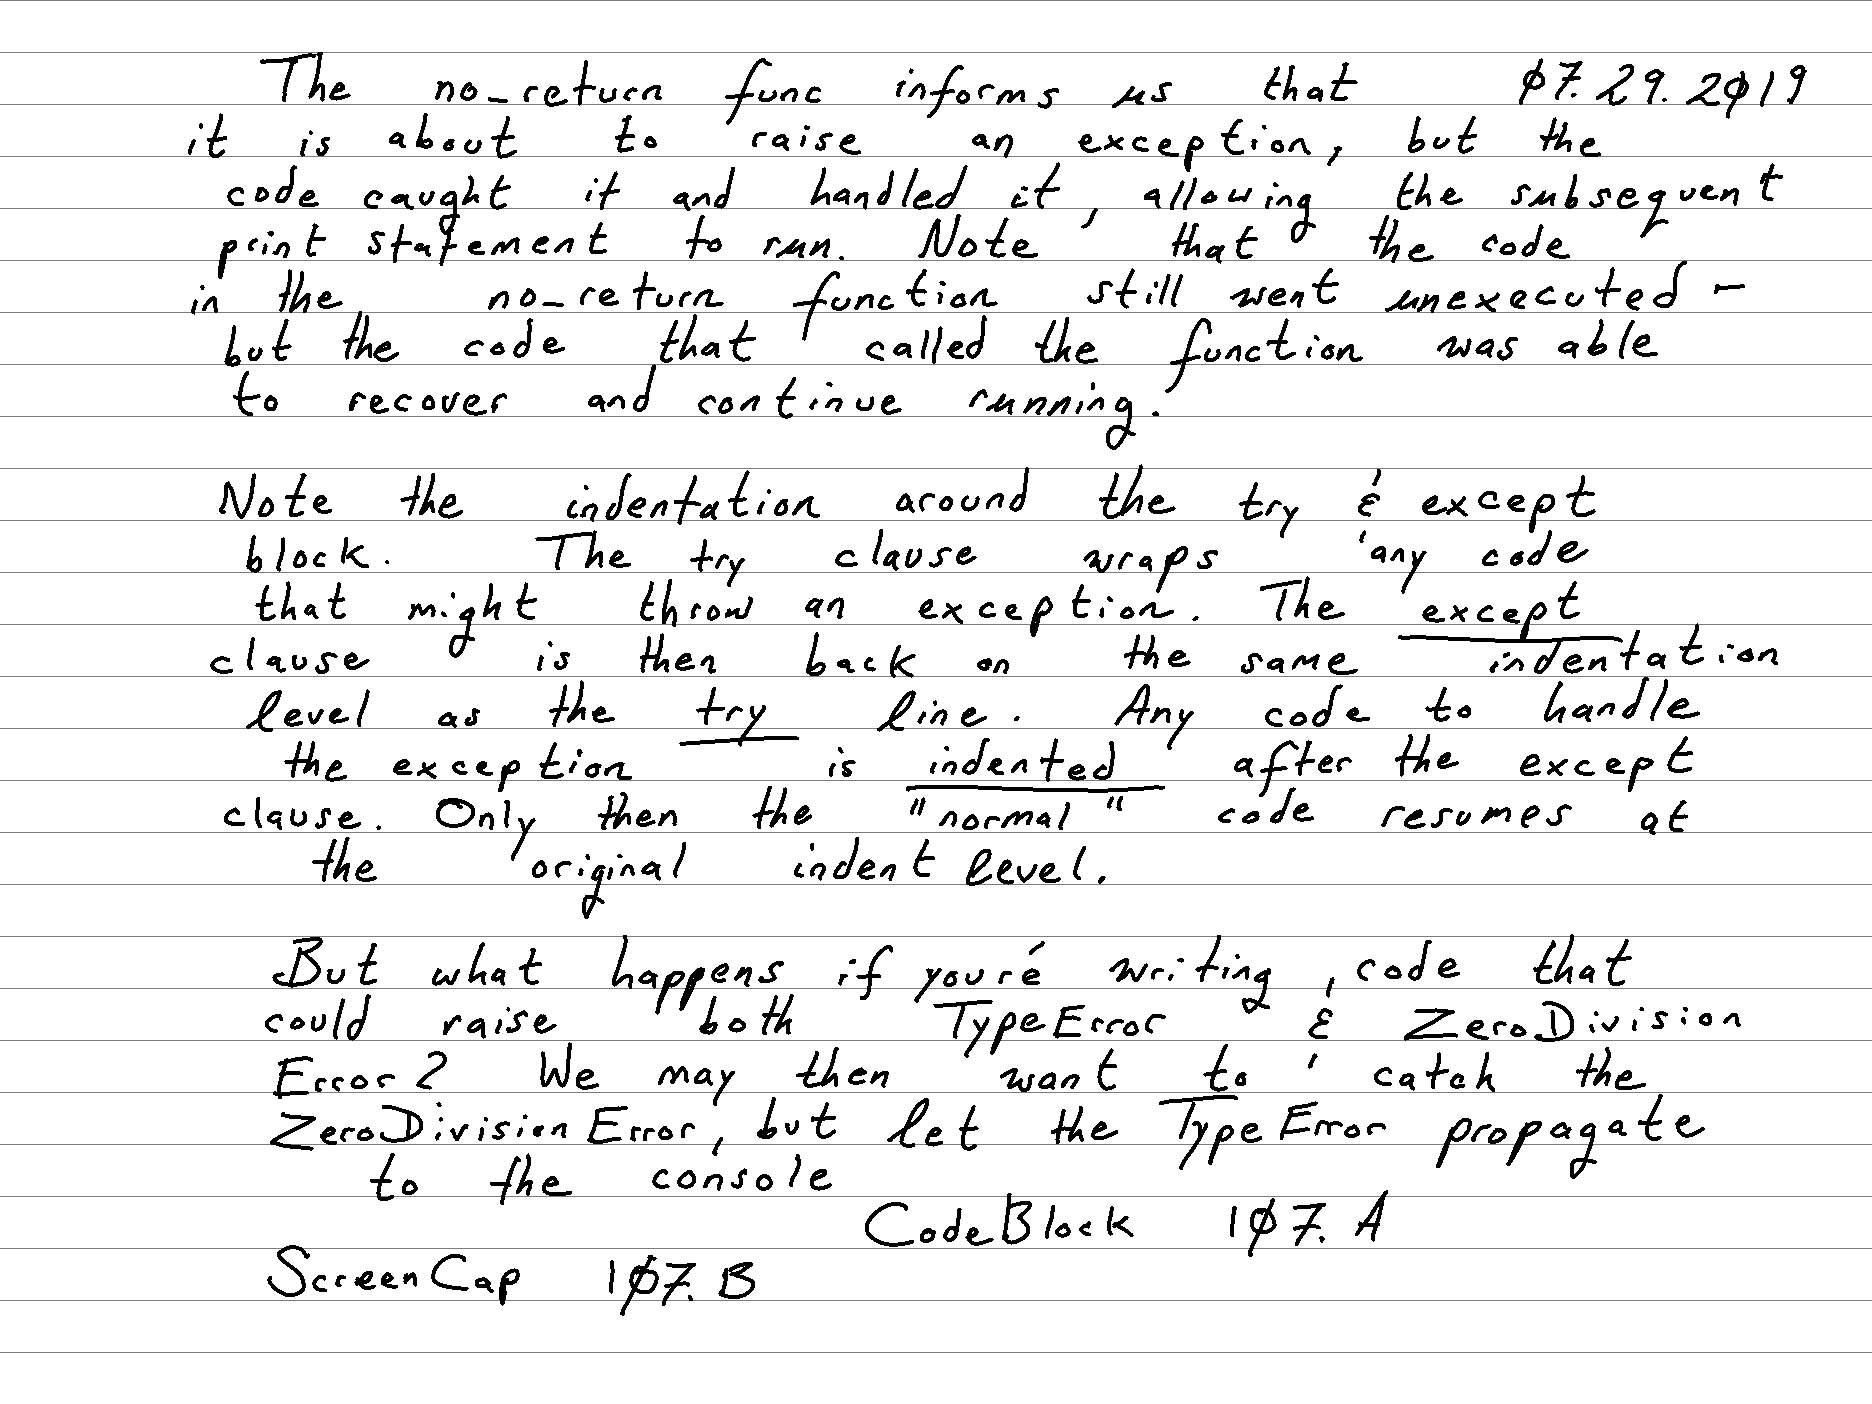 The no_return func informs us that 07.29.2019
it is about to raise an exception, but the
code caught it and handled it, allowing the subsequent
print statement to run. Note that the code
in the no_return function still went unexecuted -
but the code that called the function was able
to recover and continue running.
Note the indentation around the try & except
block. The try clause wraps any code
that might throw an exception. The except
clause is then back on the same indentation
level as the try line. Any code to handle
the exception is indented after the except
clause. Only then the "normal" code resumes at
the original indent level.
But what happens if you're writing code that
could raise both TypeError & ZeroDivision
Error? We may then want to catch the
ZeroDivisionError, but let the TypeError propagate
to the console
CodeBlock 107.A
ScreenCap 107.B